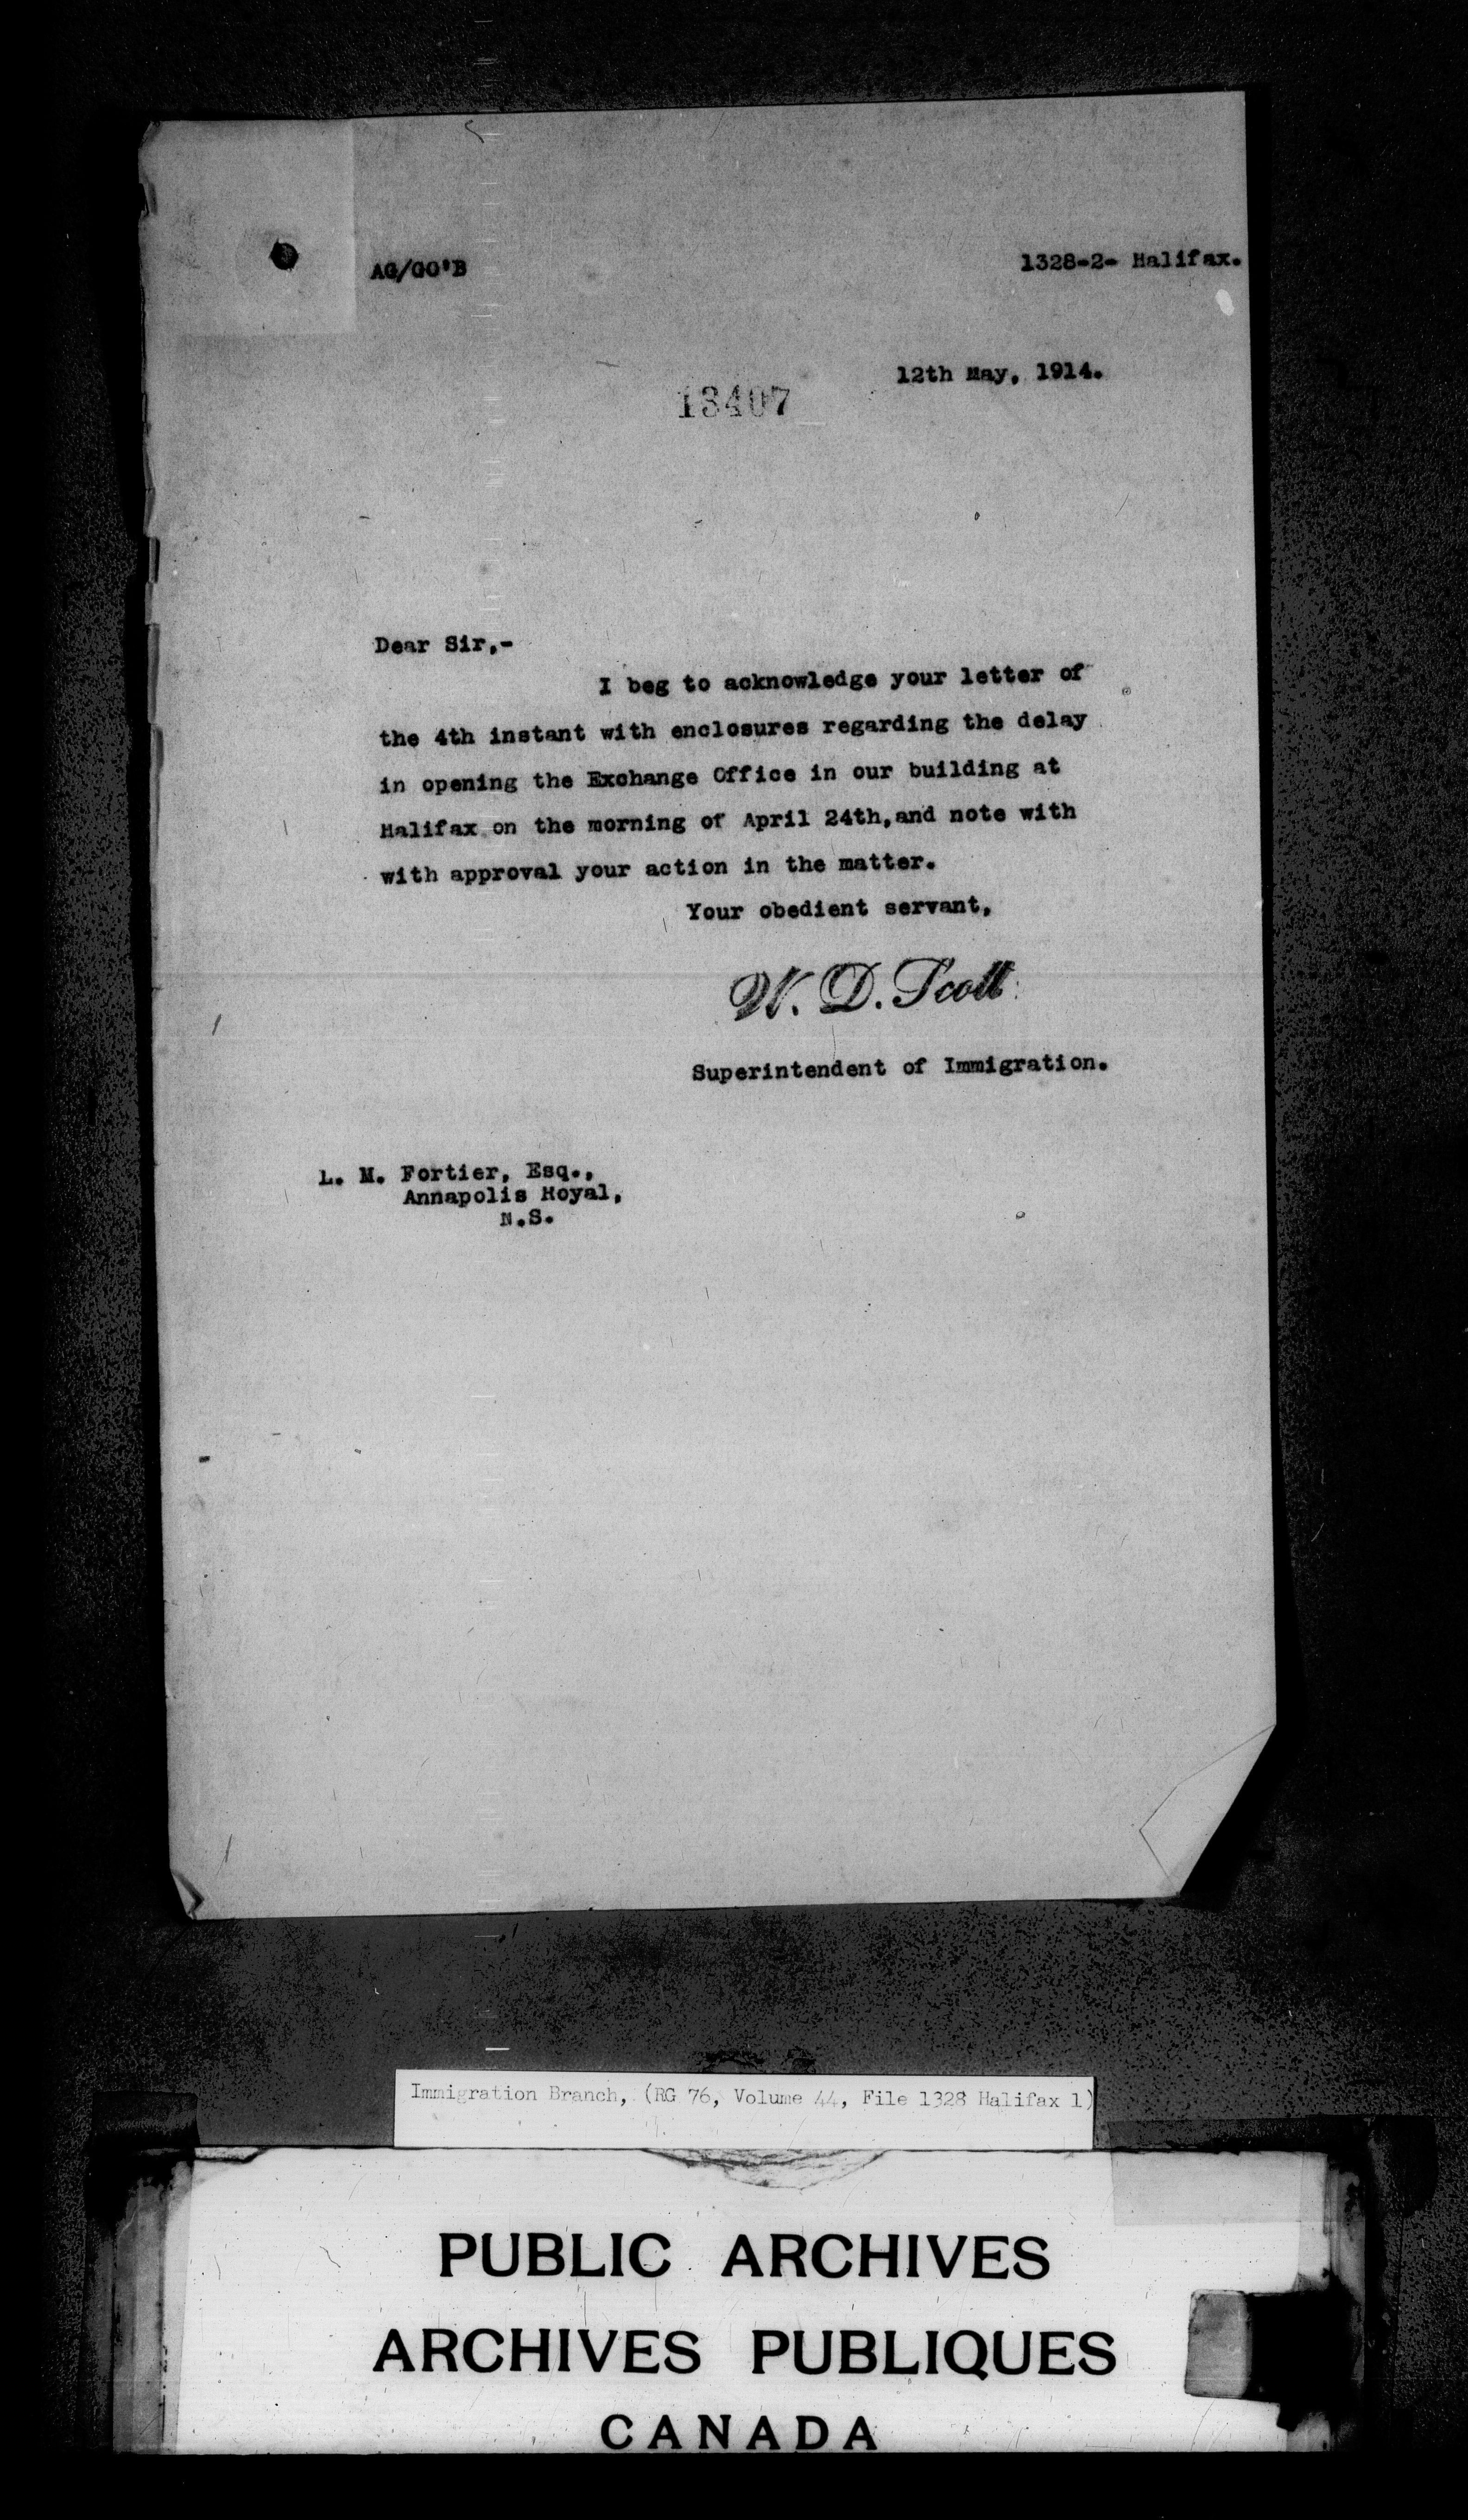 AG/GO'B
1328-2- Halifax.
12th May, 1914.
13407
Dear Sir,-
I beg to acknowledge your letter of
the 4th instant with enclosures regarding the delay
in opening the Exchange Office in our building at
Halifax on the morning of April 24th,and note with
with approval your action in the matter.
Your obedient servant,
W. D. Scott
Superintendent of Immigration.
L. M. Fortier, Esq.,
Annapolis Royal,
N.S.
Immigration Branch, (RG 76, Volume 44, File 1328 Halifax 1)
PUBLIC ARCHIVES
ARCHIVES PUBLIQUES
CANADA